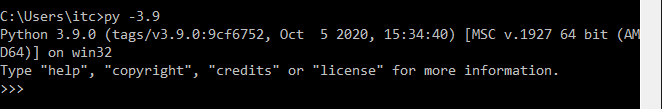 C:\Users\itc>py -3.9
Python 3.9.0 (tags/v3.9.0:9cf6752, Oct  5 2020, 15:34:40) [MSC v.1927 64 bit (AM
D64)] on win32
Type "help", "copyright", "credits" or "license" for more information.
>>>